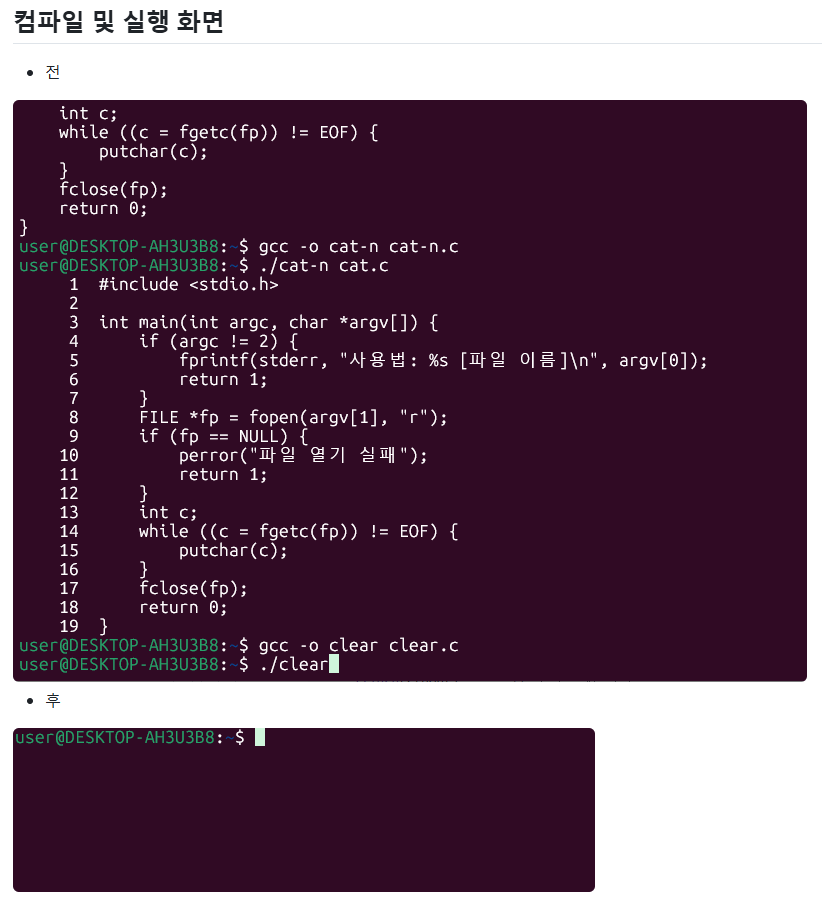 컴파일 및 실행 화면
전
    int c;
    while ((c = fgetc(fp)) != EOF) {
        putchar(c);
    }
    fclose(fp);
    return 0;
}
user@DESKTOP-AH3U3B8:~$ gcc -o cat-n cat-n.c
user@DESKTOP-AH3U3B8:~$ ./cat-n cat.c
     1  #include <stdio.h>
     2
     3  int main(int argc, char *argv[]) {
     4      if (argc != 2) {
     5          fprintf(stderr, "사용법: %s [파일 이름]\n", argv[0]);
     6          return 1;
     7      }
     8      FILE *fp = fopen(argv[1], "r");
     9      if (fp == NULL) {
    10          perror("파일 열기 실패");
    11          return 1;
    12      }
    13      int c;
    14      while ((c = fgetc(fp)) != EOF) {
    15          putchar(c);
    16      }
    17      fclose(fp);
    18      return 0;
    19  }
user@DESKTOP-AH3U3B8:~$ gcc -o clear clear.c
user@DESKTOP-AH3U3B8:~$ ./clear
후
user@DESKTOP-AH3U3B8:~$